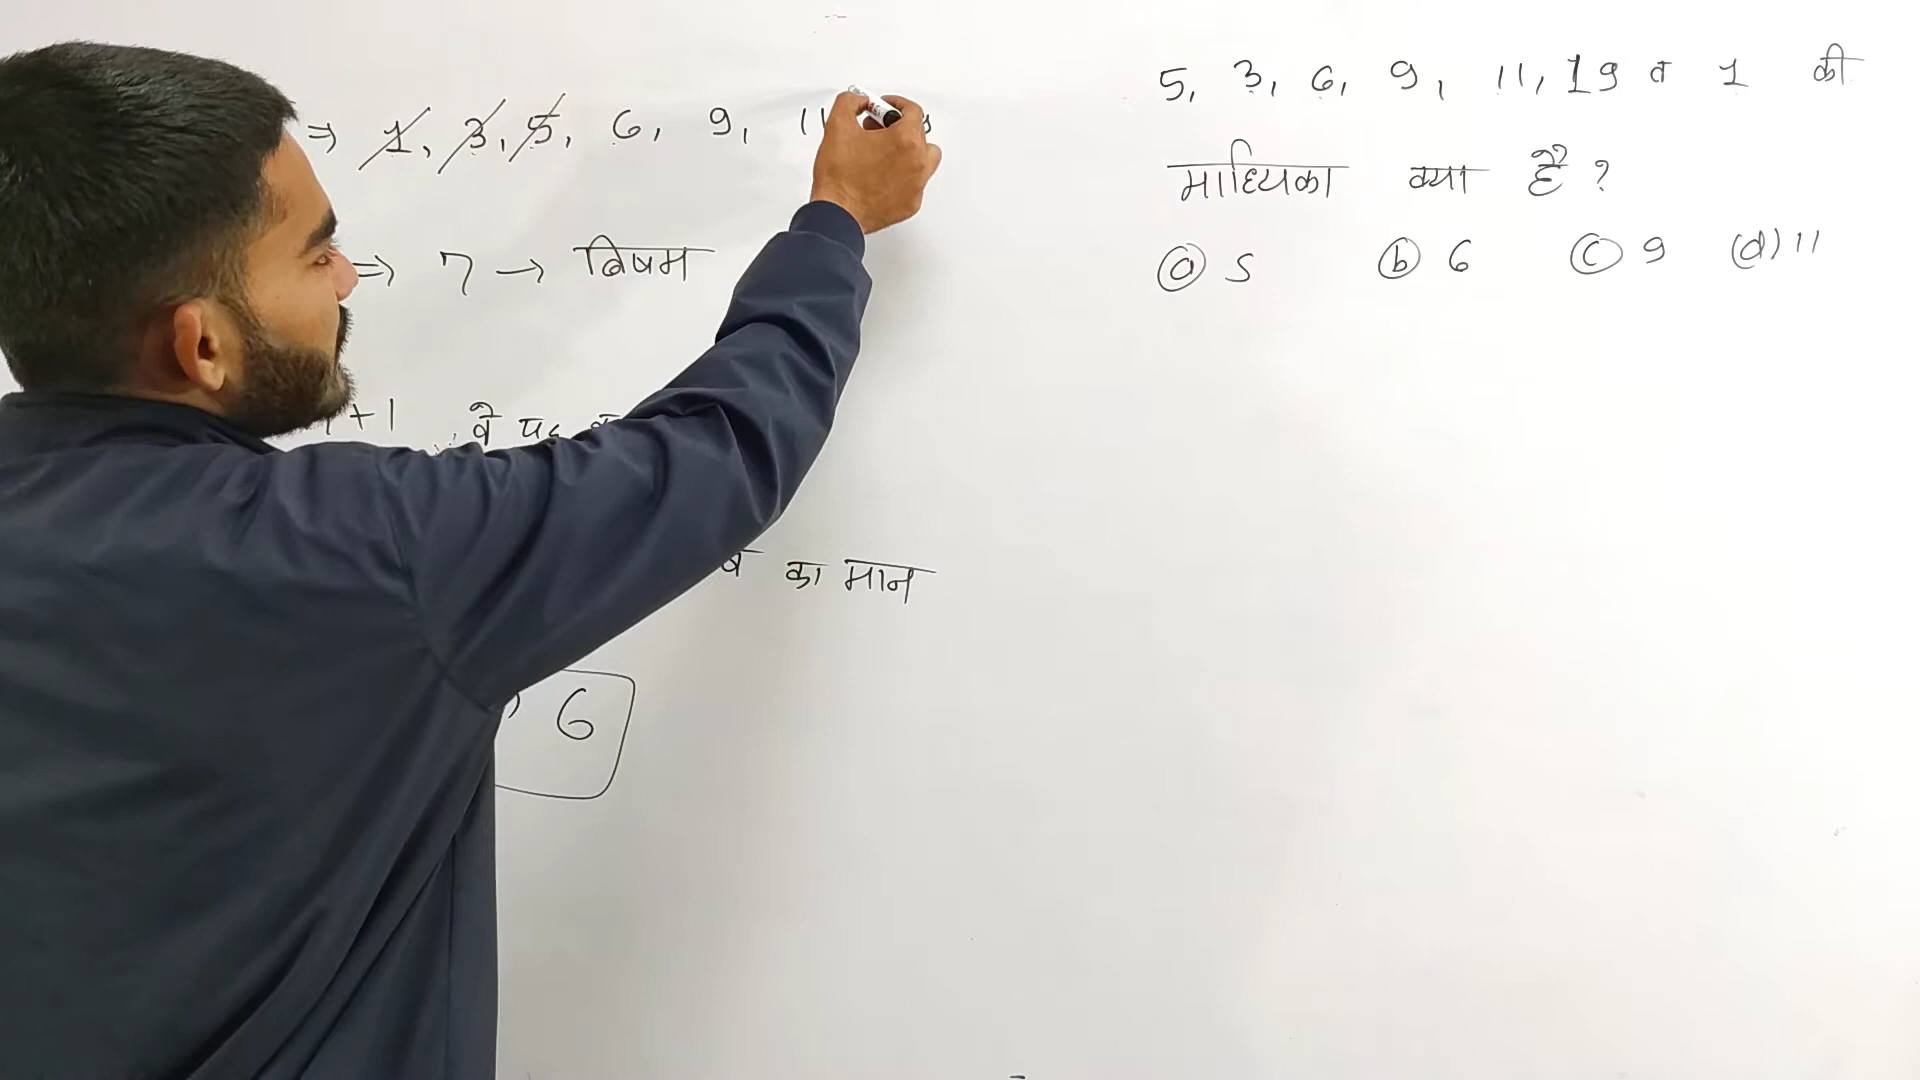 5, 3, 6, 9, 11, 19 व 1 की
माध्यिका क्या है ?
(a) 5 (b) 6 (c) 9 (d) 11
⇒ 1, 3, 5, 6, 9, 11
⇒ 7 → विषम
+1 वें पद
का मान
6